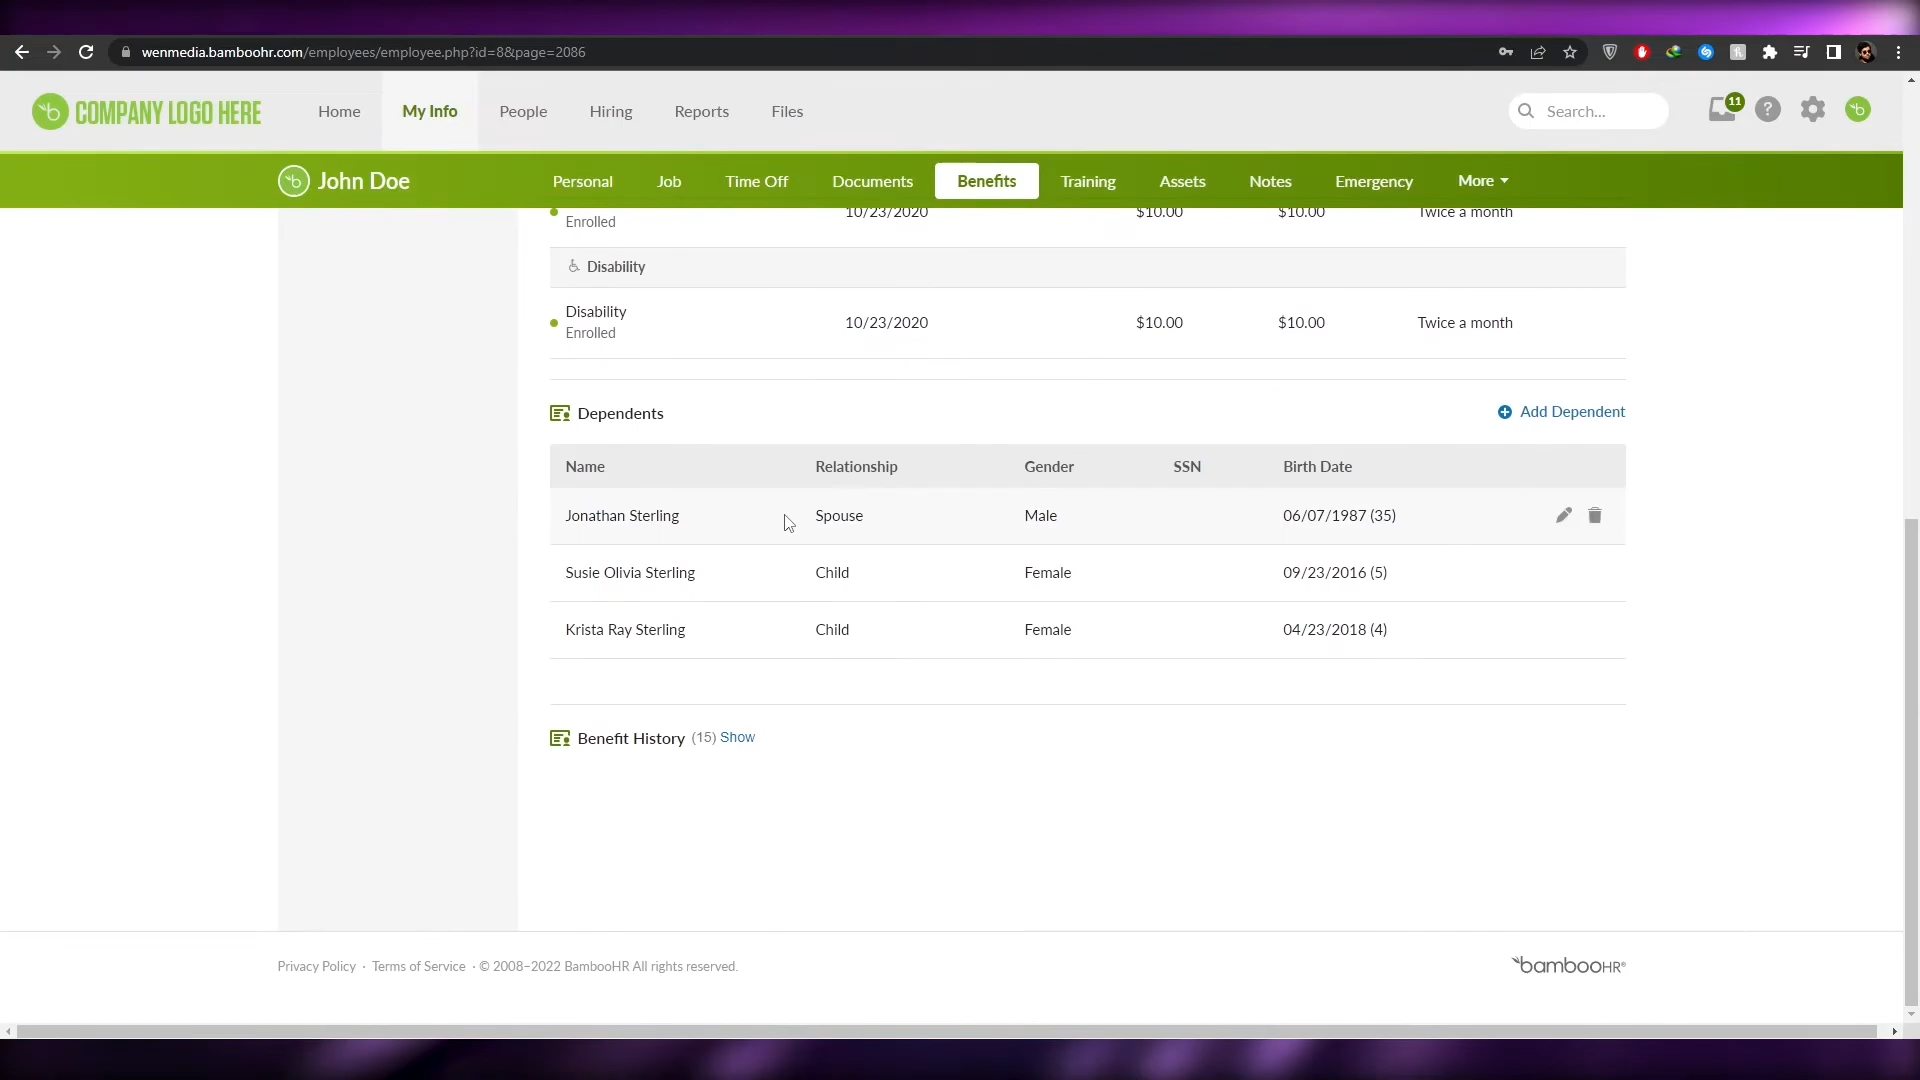 wenmedia.bamboohr.com/employees/employee.php?id=8&page=2086
COMPANY LOGO HERE
Home
My Info
People
Hiring
Reports
Files
Search...
11
?
John Doe
Personal
Job
Time Off
Documents
Benefits
Training
Assets
Notes
Emergency
More
Enrolled 10/23/2020 $10.00 $10.00 Twice a month
Disability
Disability
Enrolled
10/23/2020 $10.00 $10.00 Twice a month
Dependents
Add Dependent
Name Relationship Gender SSN Birth Date
Jonathan Sterling Spouse Male 06/07/1987 (35)
Susie Olivia Sterling Child Female 09/23/2016 (5)
Krista Ray Sterling Child Female 04/23/2018 (4)
Benefit History (15) Show
Privacy Policy · Terms of Service · © 2008–2022 BambooHR All rights reserved.
bambooHR®